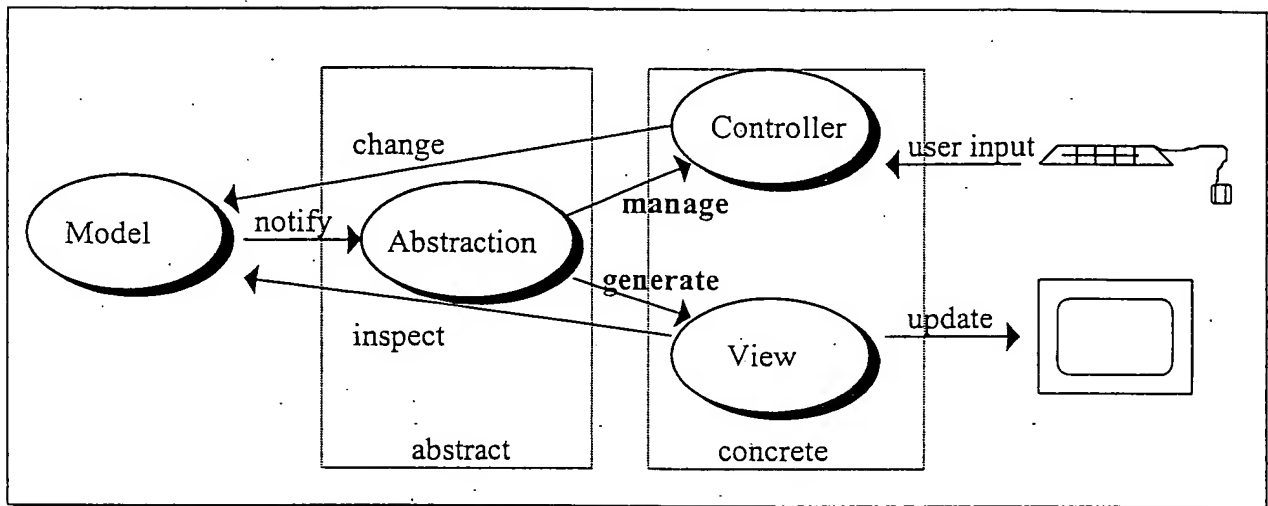 Controller
user input
change
manage
notify
Model
Abstraction
generate
update
inspect
View
abstract
concrete